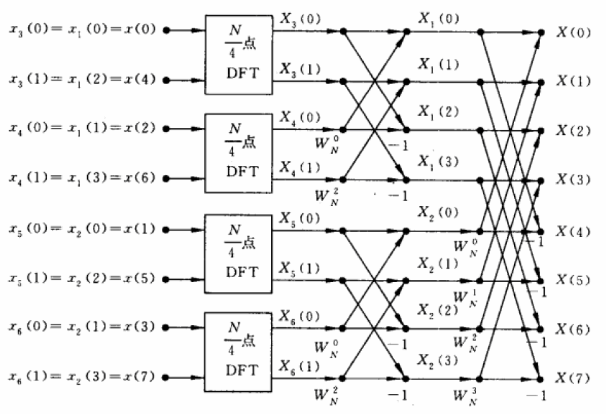 x₃(0)=x₁(0)=x(0) N/4点 DFT X₃(0) X₁(0) X(0)
x₃(1)=x₁(2)=x(4) X₃(1) X₁(1) X(1)
x₄(0)=x₁(1)=x(2) N/4点 DFT X₄(0) W_N^0 -1 X₁(2) X(2)
x₄(1)=x₁(3)=x(6) X₄(1) W_N^2 -1 X₁(3) X(3)
x₅(0)=x₂(0)=x(1) N/4点 DFT X₅(0) X₂(0) W_N^0 -1 X(4)
x₅(1)=x₂(2)=x(5) X₅(1) X₂(1) W_N^1 -1 X(5)
x₆(0)=x₂(1)=x(3) N/4点 DFT X₆(0) W_N^0 -1 X₂(2) W_N^2 -1 X(6)
x₆(1)=x₂(3)=x(7) X₆(1) W_N^2 -1 X₂(3) W_N^3 -1 X(7)